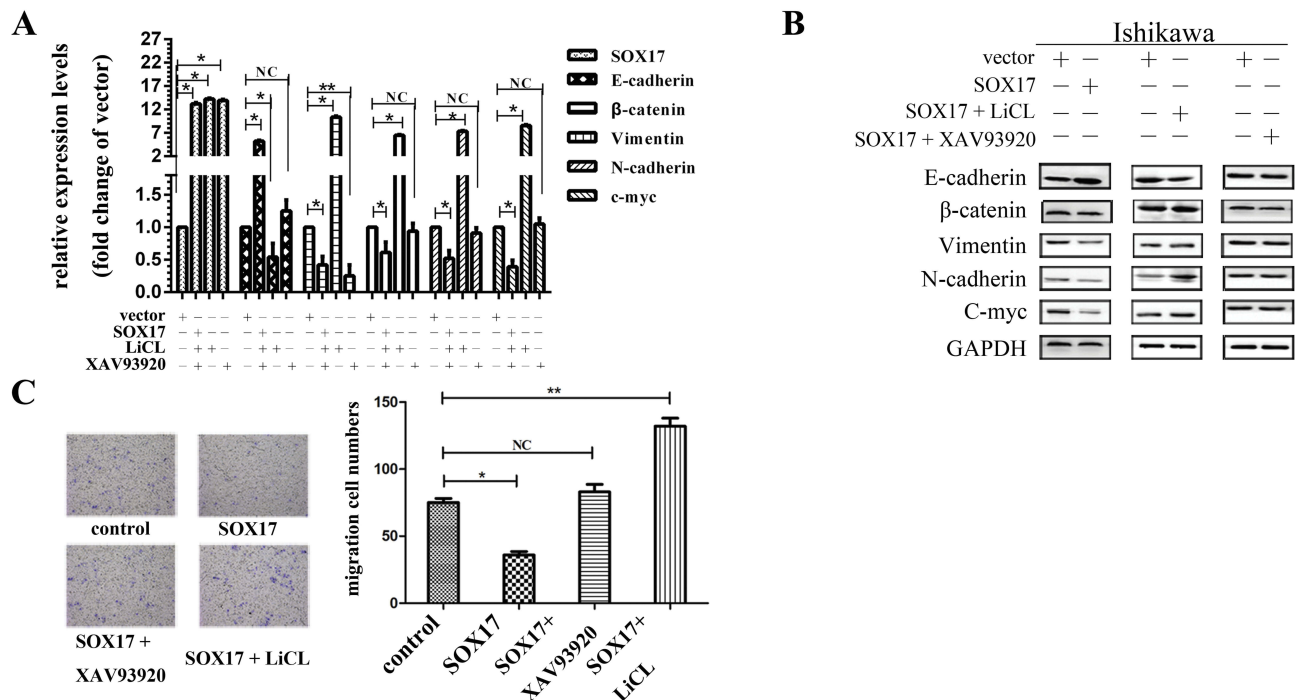 A
relative expression levels
(fold change of vector)
27
22
17
12
7
2
1.5
1.0
0.5
0.0
* * *
* * NC
* * **
* * NC
* * NC
* * NC
SOX17
E-cadherin
β-catenin
Vimentin
N-cadherin
c-myc
vector + − − − + − − − + − − − + − − − + − − − + − − −
SOX17
LiCL
XAV93920
B
Ishikawa
vector + − + − + −
SOX17 − + − − − −
SOX17 + LiCL − − − + − −
SOX17 + XAV93920 − − − − − +
E-cadherin
β-catenin
Vimentin
N-cadherin
C-myc
GAPDH
C
control
SOX17
SOX17 +
XAV93920
SOX17 + LiCL
migration cell numbers
150
100
50
0
**
NC
*
control
SOX17
SOX17+
XAV93920
SOX17+
LiCL